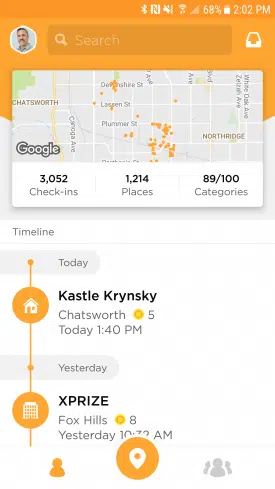 68% 2:02 PM
Search
Devonshire St
CHATSWORTH
Lassen St
Canoga Ave
Plummer St
White Oak Ave
Zelzah Ave
NORTHRIDGE
Google
3,052
1,214
89/100
Check-ins
Places
Categories
Timeline
Today
Kastle Krynsky
Chatsworth 5
Today 1:40 PM
Yesterday
XPRIZE
Fox Hills 8
Yesterday 10:32 AM